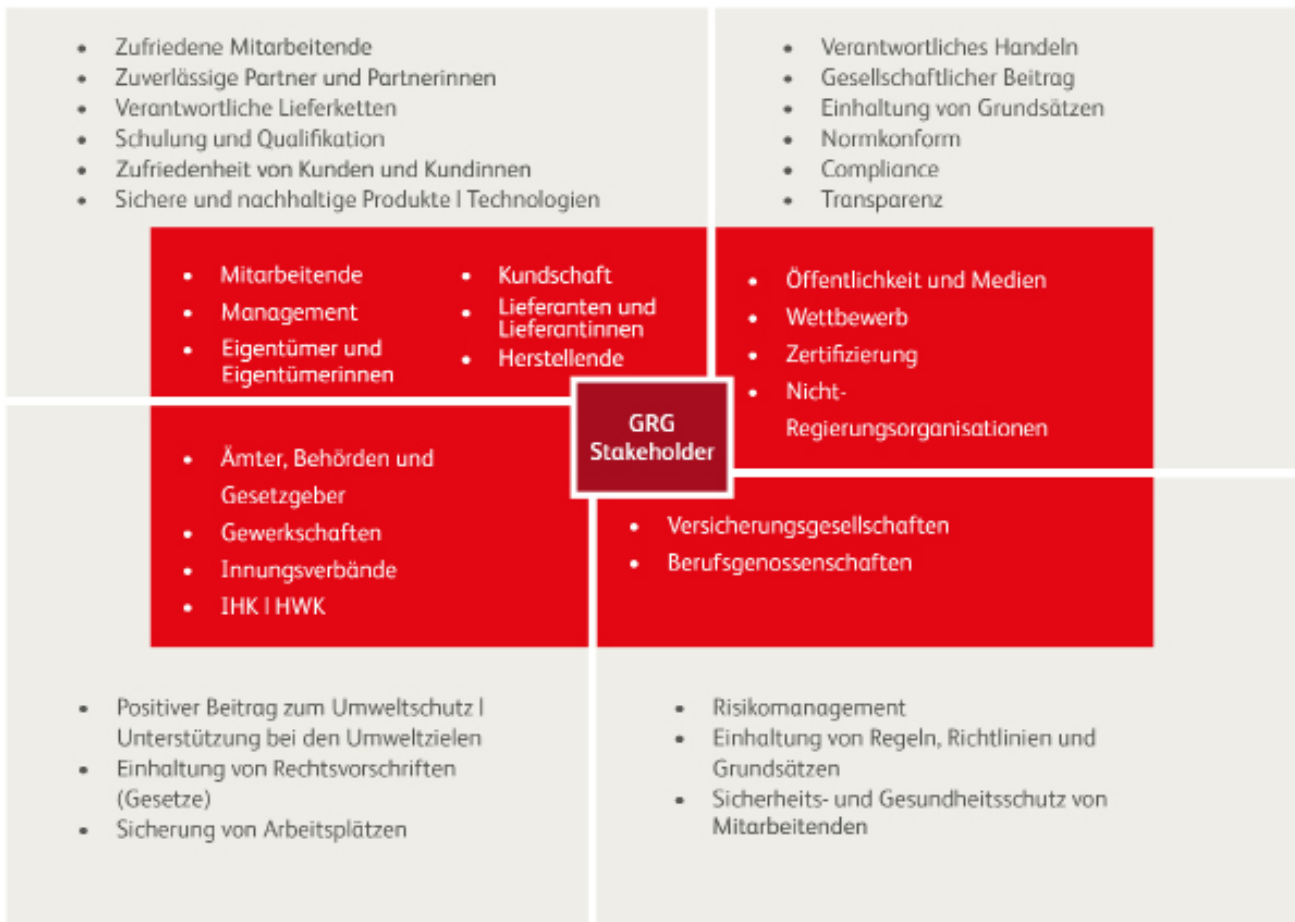 Zufriedene Mitarbeitende
Zuverlässige Partner und Partnerinnen
Verantwortliche Lieferketten
Schulung und Qualifikation
Zufriedenheit von Kunden und Kundinnen
Sichere und nachhaltige Produkte | Technologien
Verantwortliches Handeln
Gesellschaftlicher Beitrag
Einhaltung von Grundsätzen
Normkonform
Compliance
Transparenz
Mitarbeitende
Management
Eigentümer und
Eigentümerinnen
Kundschaft
Lieferanten und
Lieferantinnen
Herstellende
Öffentlichkeit und Medien
Wettbewerb
Zertifizierung
Nicht-
Regierungsorganisationen
GRG
Stakeholder
Ämter, Behörden und
Gesetzgeber
Gewerkschaften
Innungsverbände
IHK | HWK
Versicherungsgesellschaften
Berufsgenossenschaften
Positiver Beitrag zum Umweltschutz |
Unterstützung bei den Umweltzielen
Einhaltung von Rechtsvorschriften
(Gesetze)
Sicherung von Arbeitsplätzen
Risikomanagement
Einhaltung von Regeln, Richtlinien und
Grundsätzen
Sicherheits- und Gesundheitsschutz von
Mitarbeitenden